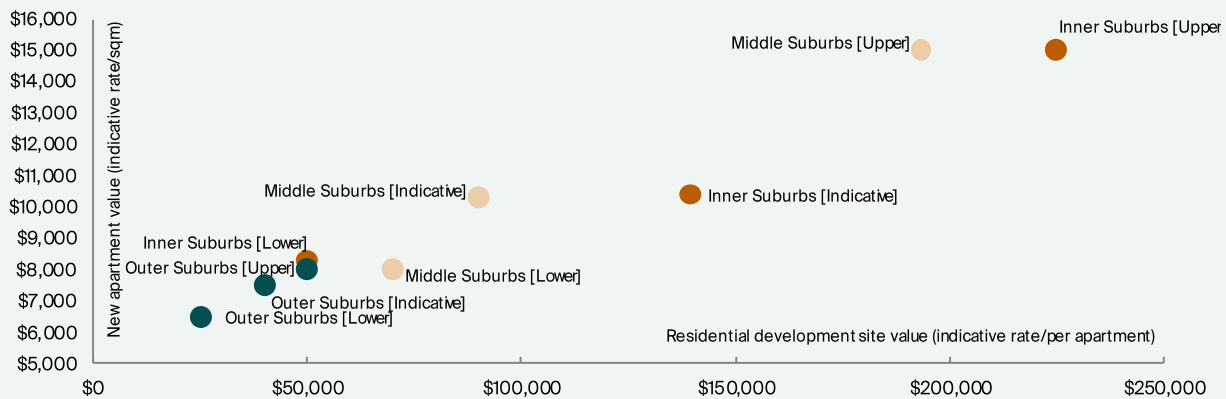 $16,000
$15,000
$14,000
$13,000
$12,000
$11,000
$10,000
$9,000
$8,000
$7,000
$6,000
$5,000
New apartment value (indicative rate/sqm)
Inner Suburbs [Upper
Middle Suburbs [Upper]
Middle Suburbs [Indicative]
Inner Suburbs [Indicative]
Inner Suburbs [Lower]
Outer Suburbs [Upper]
Middle Suburbs [Lower]
Outer Suburbs [Indicative]
Outer Suburbs [Lower]
Residential development site value (indicative rate/per apartment)
$0
$50,000
$100,000
$150,000
$200,000
$250,000